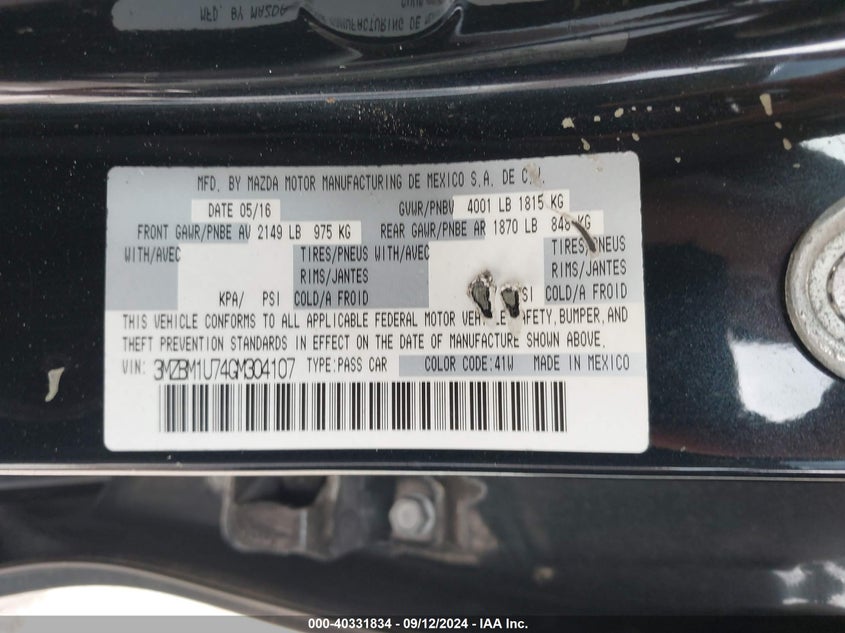 MFD. BY MAZDA MOTOR MANUFACTURING DE MEXICO S.A. DE C.V.
DATE 05/16 GVWR/PNBV 4001 LB 1815 KG
FRONT GAWR/PNBE AV 2149 LB 975 KG REAR GAWR/PNBE AR 1870 LB 848 KG
WITH/AVEC TIRES/PNEUS WITH/AVEC TIRES/PNEUS
RIMS/JANTES RIMS/JANTES
KPA/ PSI COLD/A FROID PSI COLD/A FROID
THIS VEHICLE CONFORMS TO ALL APPLICABLE FEDERAL MOTOR VEHICLE SAFETY, BUMPER, AND
THEFT PREVENTION STANDARDS IN EFFECT ON THE DATE OF MANUFACTURE SHOWN ABOVE.
VIN: 3MZBM1U74GM304107 TYPE:PASS CAR COLOR CODE:41W MADE IN MEXICO
000-40331834 - 09/12/2024 - IAA Inc.